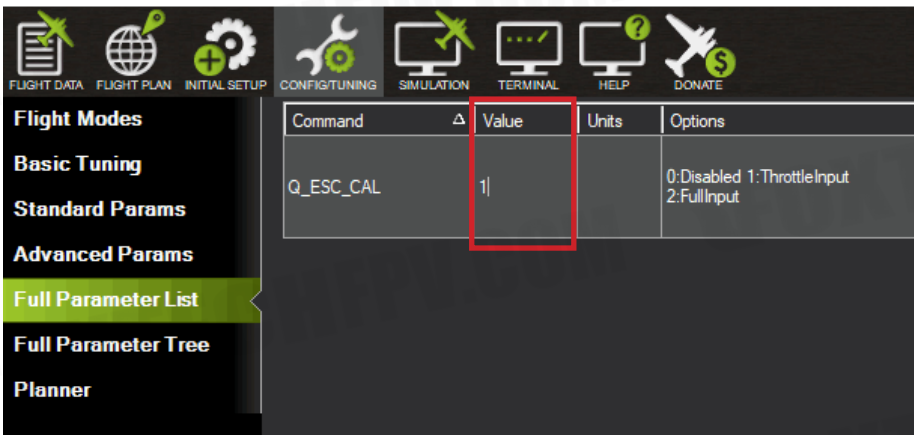 FLIGHT DATA FLIGHT PLAN INITIAL SETUP CONFIG/TUNING SIMULATION TERMINAL HELP DONATE
Flight Modes
Basic Tuning
Standard Params
Advanced Params
Full Parameter List
Full Parameter Tree
Planner
Command Value Units Options
Q_ESC_CAL 1 0:Disabled 1:ThrottleInput
2:FullInput